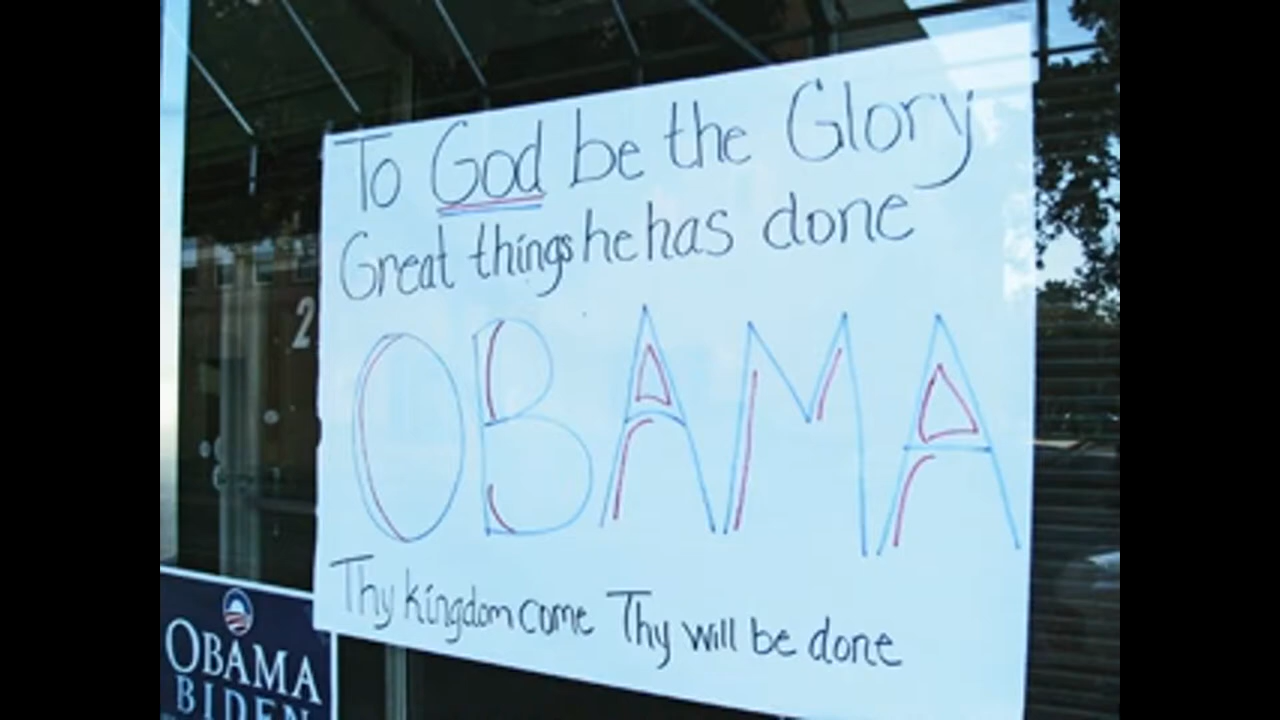 To God be the Glory
Great things he has done
OBAMA
Thy kingdom come Thy will be done
2
OBAMA
BIDEN